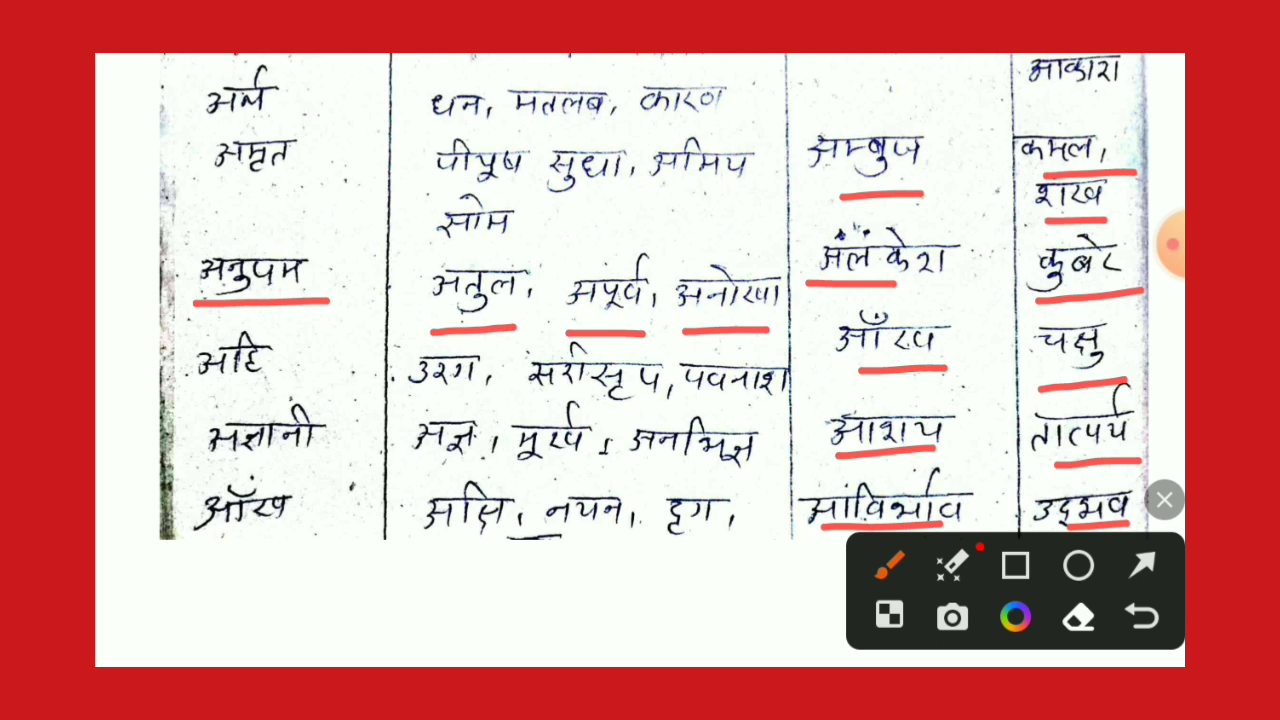 आकाश
अर्थ धन, मतलब, कारण
अमृत पीयूष सुधा, अमिय अम्बुज कमल,
शंख
सोम
अनुपम अतुल, अपूर्व, अनोखा अलंकेश कुबेर
अहि उरग, सरीसृप, पवनाश आँख चक्षु
अज्ञानी अज्ञ, मूर्ख, अनभिज्ञ आशय तात्पर्य
आँख अक्षि, नयन, दृग, आविर्भाव उद्भव